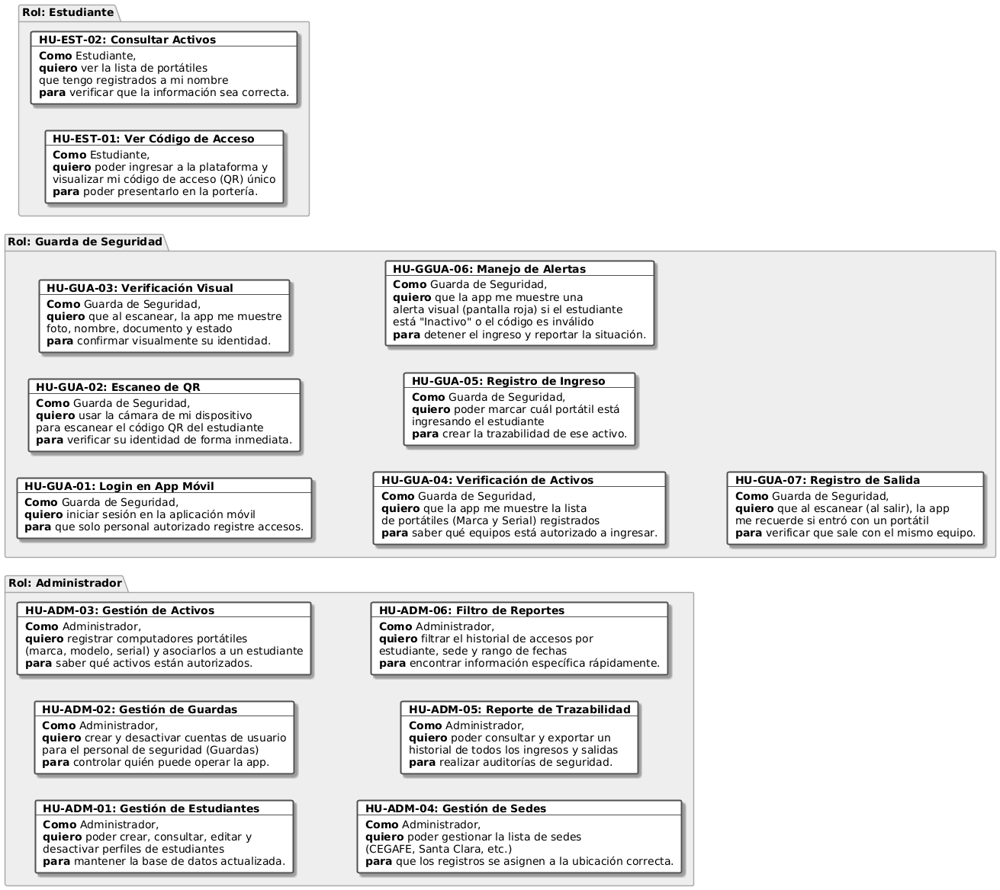 Rol: Estudiante
HU-EST-02: Consultar Activos
Como Estudiante,
quiero ver la lista de portátiles
que tengo registrados a mi nombre
para verificar que la información sea correcta.
HU-EST-01: Ver Código de Acceso
Como Estudiante,
quiero poder ingresar a la plataforma y
visualizar mi código de acceso (QR) único
para poder presentarlo en la portería.
Rol: Guarda de Seguridad
HU-GUA-03: Verificación Visual
Como Guarda de Seguridad,
quiero que al escanear, la app me muestre
foto, nombre, documento y estado
para confirmar visualmente su identidad.
HU-GGUA-06: Manejo de Alertas
Como Guarda de Seguridad,
quiero que la app me muestre una
alerta visual (pantalla roja) si el estudiante
está "Inactivo" o el código es inválido
para detener el ingreso y reportar la situación.
HU-GUA-02: Escaneo de QR
Como Guarda de Seguridad,
quiero usar la cámara de mi dispositivo
para escanear el código QR del estudiante
para verificar su identidad de forma inmediata.
HU-GUA-05: Registro de Ingreso
Como Guarda de Seguridad,
quiero poder marcar cuál portátil está
ingresando el estudiante
para crear la trazabilidad de ese activo.
HU-GUA-01: Login en App Móvil
Como Guarda de Seguridad,
quiero iniciar sesión en la aplicación móvil
para que solo personal autorizado registre accesos.
HU-GUA-04: Verificación de Activos
Como Guarda de Seguridad,
quiero que la app me muestre la lista
de portátiles (Marca y Serial) registrados
para saber qué equipos está autorizado a ingresar.
HU-GUA-07: Registro de Salida
Como Guarda de Seguridad,
quiero que al escanear (al salir), la app
me recuerde si entró con un portátil
para verificar que sale con el mismo equipo.
Rol: Administrador
HU-ADM-03: Gestión de Activos
Como Administrador,
quiero registrar computadores portátiles
(marca, modelo, serial) y asociarlos a un estudiante
para saber qué activos están autorizados.
HU-ADM-06: Filtro de Reportes
Como Administrador,
quiero filtrar el historial de accesos por
estudiante, sede y rango de fechas
para encontrar información específica rápidamente.
HU-ADM-02: Gestión de Guardas
Como Administrador,
quiero crear y desactivar cuentas de usuario
para el personal de seguridad (Guardas)
para controlar quién puede operar la app.
HU-ADM-05: Reporte de Trazabilidad
Como Administrador,
quiero poder consultar y exportar un
historial de todos los ingresos y salidas
para realizar auditorías de seguridad.
HU-ADM-01: Gestión de Estudiantes
Como Administrador,
quiero poder crear, consultar, editar y
desactivar perfiles de estudiantes
para mantener la base de datos actualizada.
HU-ADM-04: Gestión de Sedes
Como Administrador,
quiero poder gestionar la lista de sedes
(CEGAFE, Santa Clara, etc.)
para que los registros se asignen a la ubicación correcta.